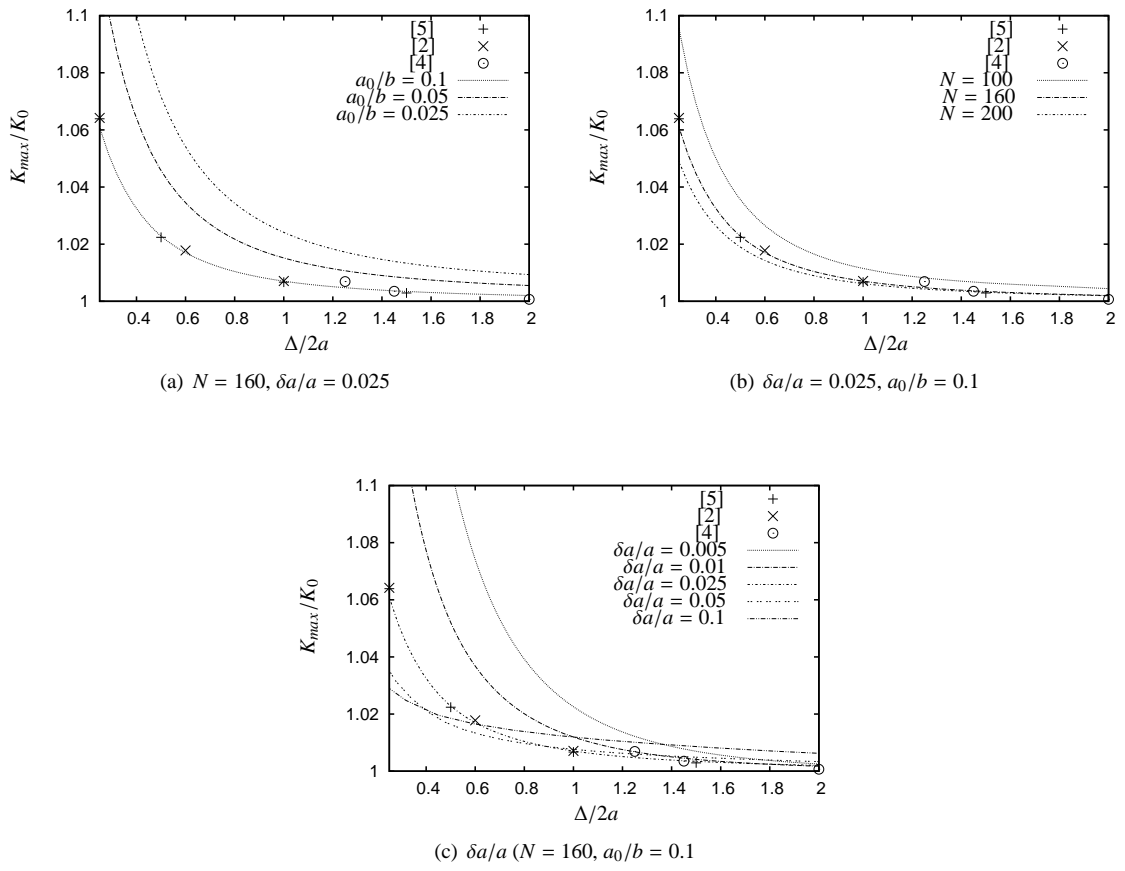 1.1
1.08
1.06
1.04
1.02
1
K_max/K_0
0.4 0.6 0.8 1 1.2 1.4 1.6 1.8 2
Δ/2a
[5]
[2]
[4]
a_0/b = 0.1
a_0/b = 0.05
a_0/b = 0.025
(a) N = 160, δa/a = 0.025
1.1
1.08
1.06
1.04
1.02
1
K_max/K_0
0.4 0.6 0.8 1 1.2 1.4 1.6 1.8 2
Δ/2a
[5]
[2]
[4]
N = 100
N = 160
N = 200
(b) δa/a = 0.025, a_0/b = 0.1
1.1
1.08
1.06
1.04
1.02
1
K_max/K_0
0.4 0.6 0.8 1 1.2 1.4 1.6 1.8 2
Δ/2a
[5]
[2]
[4]
δa/a = 0.005
δa/a = 0.01
δa/a = 0.025
δa/a = 0.05
δa/a = 0.1
(c) δa/a (N = 160, a_0/b = 0.1